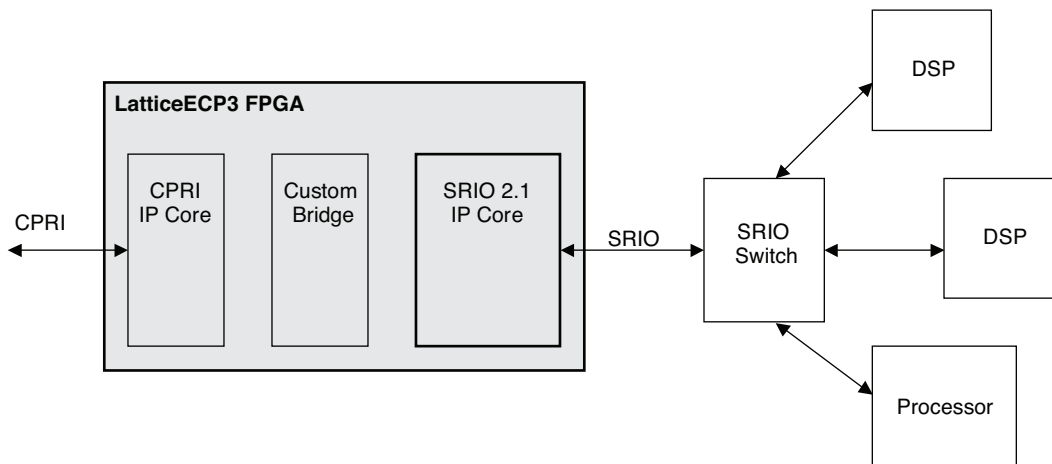 DSP
LatticeECP3 FPGA
CPRI
IP Core
Custom
Bridge
SRIO 2.1
IP Core
CPRI
SRIO
SRIO
Switch
DSP
Processor